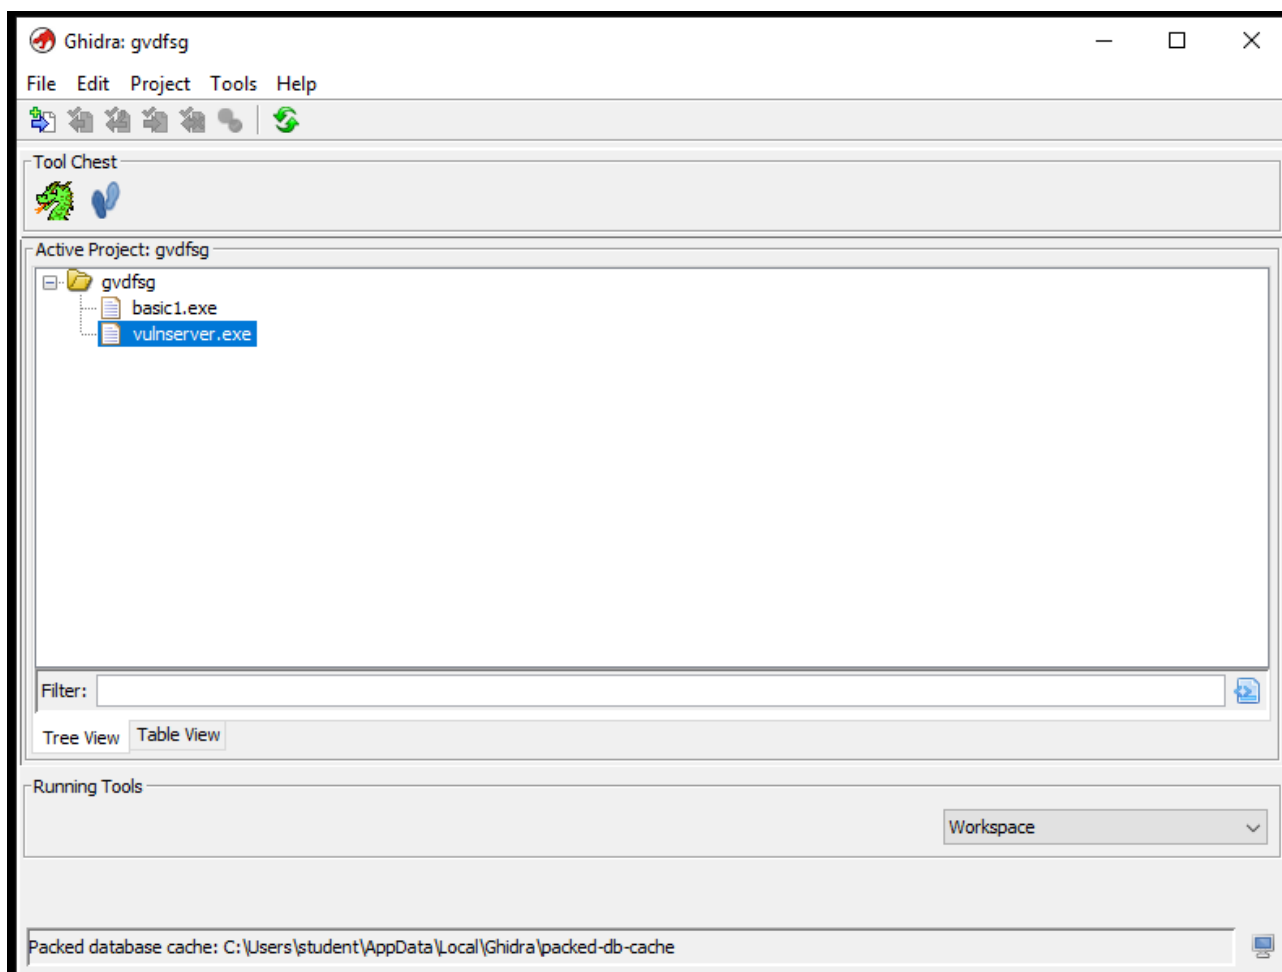 Ghidra: gvdfsg
File Edit Project Tools Help
Tool Chest
Active Project: gvdfsg
gvdfsg
basic1.exe
vulnserver.exe
Filter:
Tree View Table View
Running Tools
Workspace
Packed database cache: C:\Users\student\AppData\Local\Ghidra\packed-db-cache